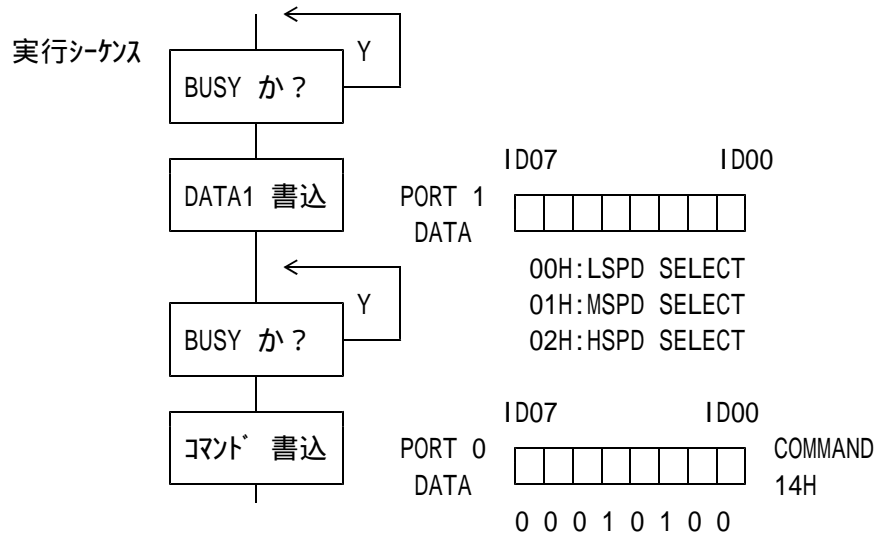 実行ｼｰｹﾝｽ
Y
BUSY か？
ID07 ID00
DATA1 書込
PORT 1
DATA
00H:LSPD SELECT
01H:MSPD SELECT
02H:HSPD SELECT
Y
BUSY か？
ID07 ID00
ｺﾏﾝﾄﾞ 書込
PORT 0
DATA
COMMAND
14H
0 0 0 1 0 1 0 0